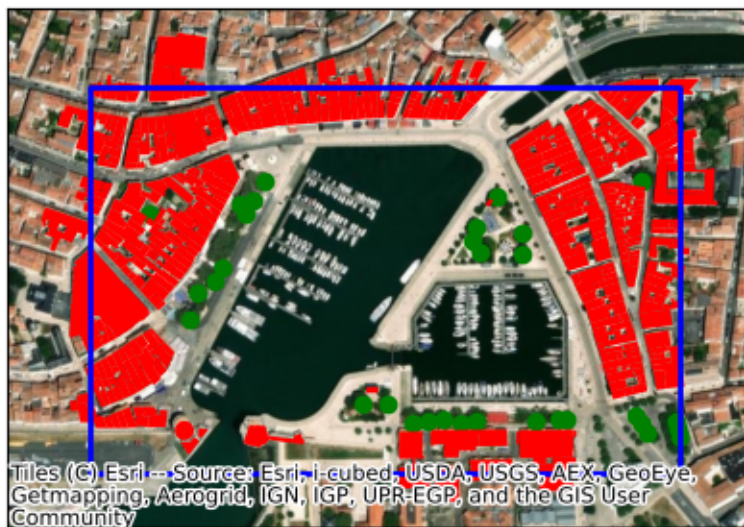 Tiles (C) Esri -- Source: Esri, i-cubed, USDA, USGS, AEX, GeoEye,
Getmapping, Aerogrid, IGN, IGP, UPR-EGP, and the GIS User
Community